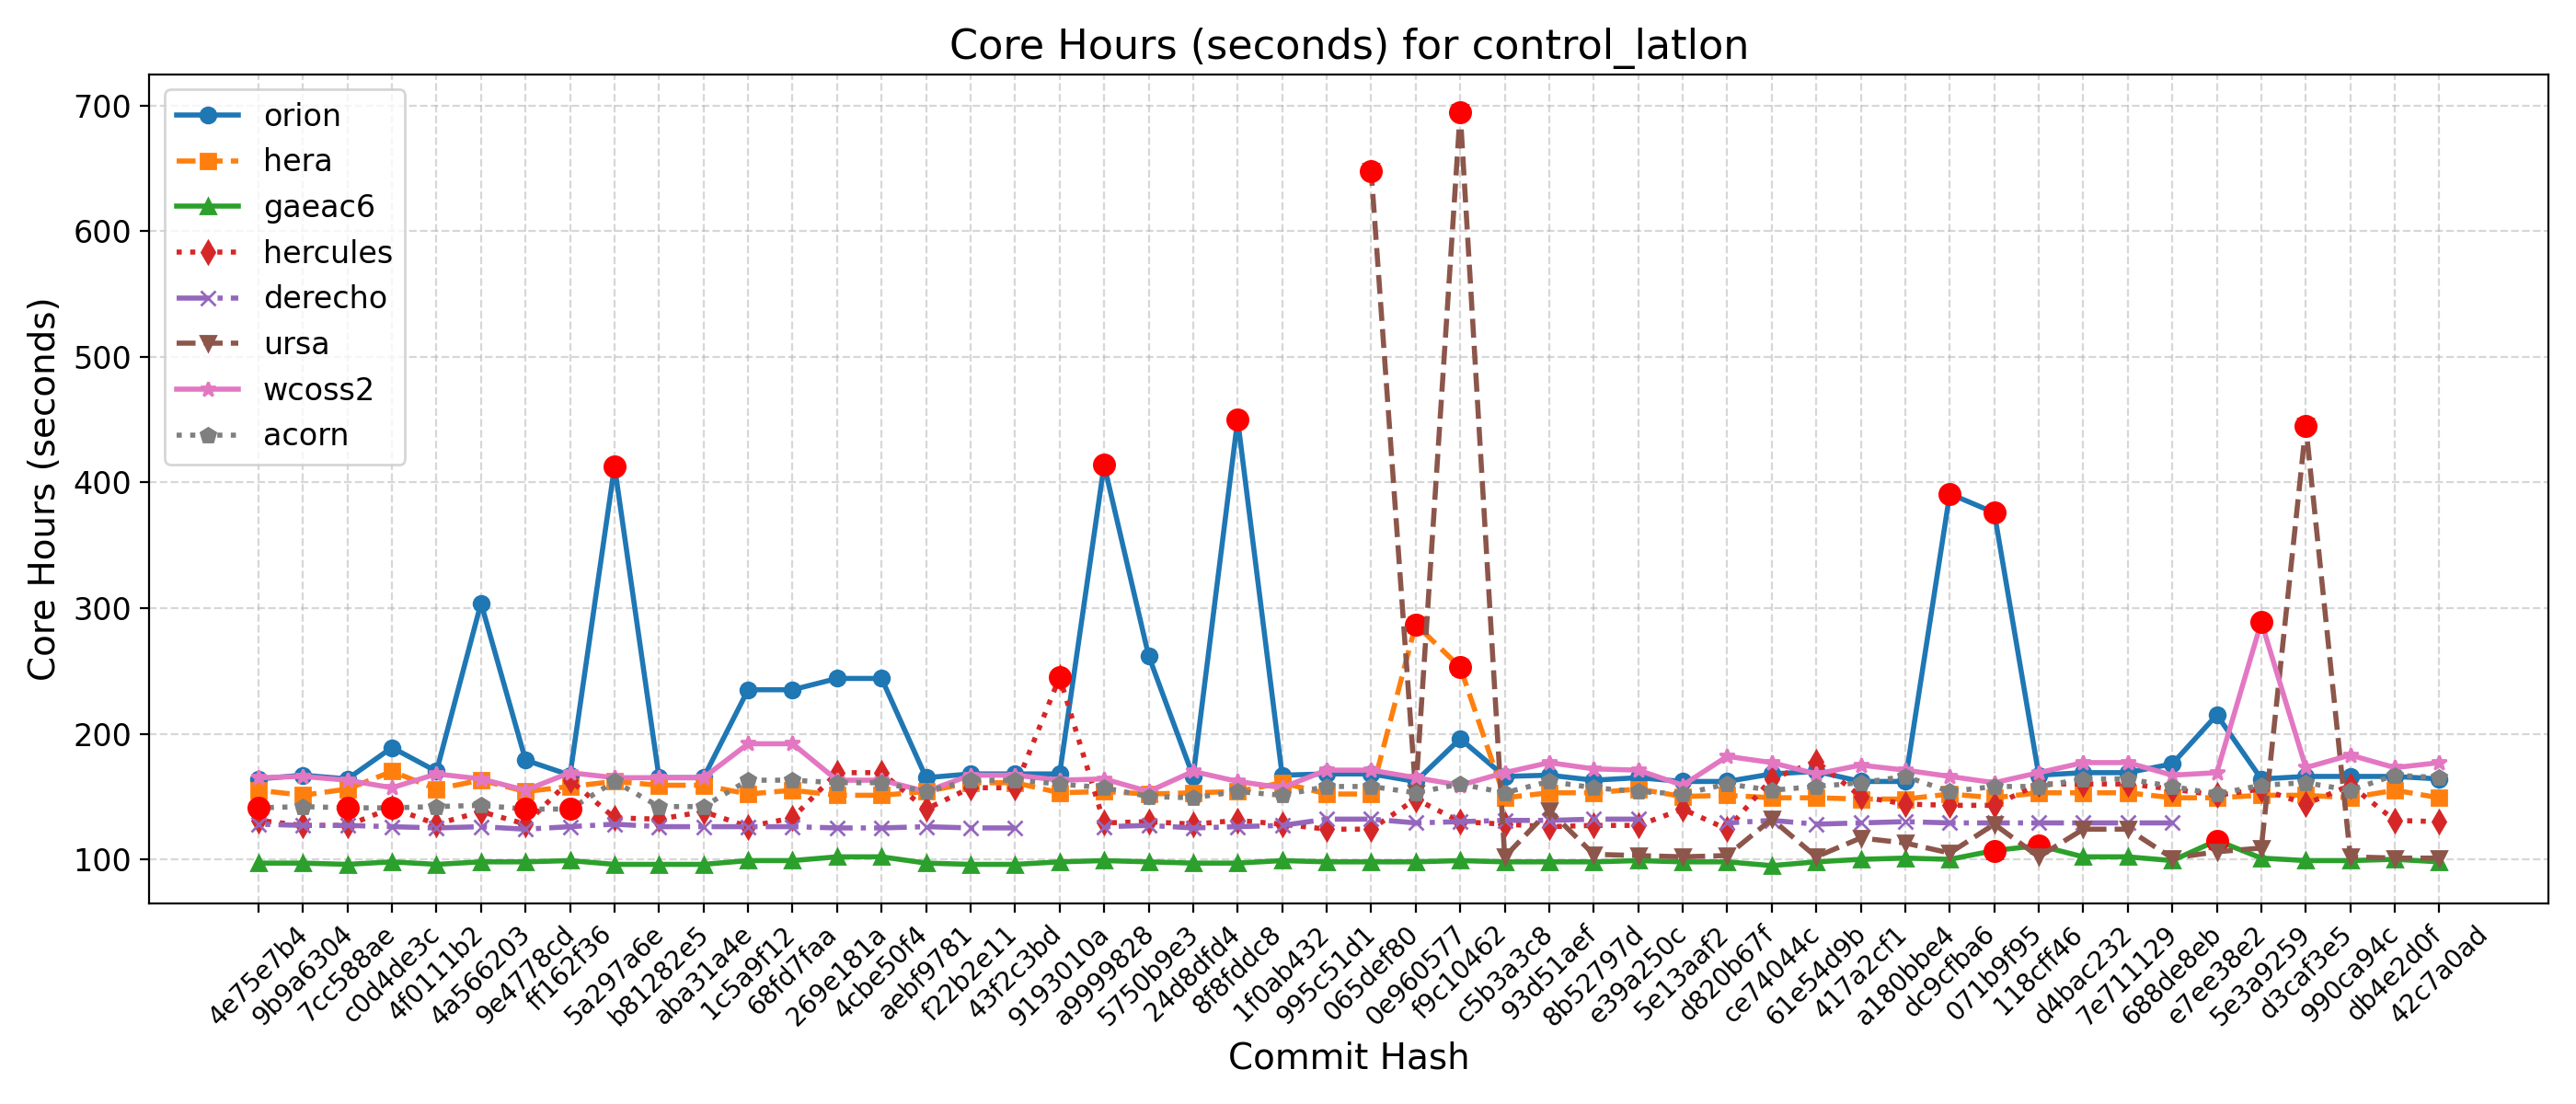 Core Hours (seconds) for control_latlon
Core Hours (seconds)
700
600
500
400
300
200
100
orion
hera
gaeac6
hercules
derecho
ursa
wcoss2
acorn
4e75e7b4
9b9a6304
7cc588ae
c0d4de3c
4f0111b2
4a566203
9e4778cd
ff162f36
5a297a6e
b81282e5
aba31a4e
1c5a9f12
68fd7faa
269e181a
4cbe50f4
aebf9781
f22b2e11
43f2c3bd
9193010a
a9999828
5750b9e3
24d8dfd4
8f8fddc8
1f0ab432
995c51d1
065def80
0e960577
f9c10462
c5b3a3c8
93d51aef
8b52797d
e39a250c
5e13aaf2
d820b67f
ce74044c
61e54d9b
417a2cf1
a180bbe4
dc9cfba6
071b9f95
118cff46
d4bac232
7e711129
688de8eb
e7ee38e2
5e3a9259
d3caf3e5
990ca94c
db4e2d0f
42c7a0ad
Commit Hash